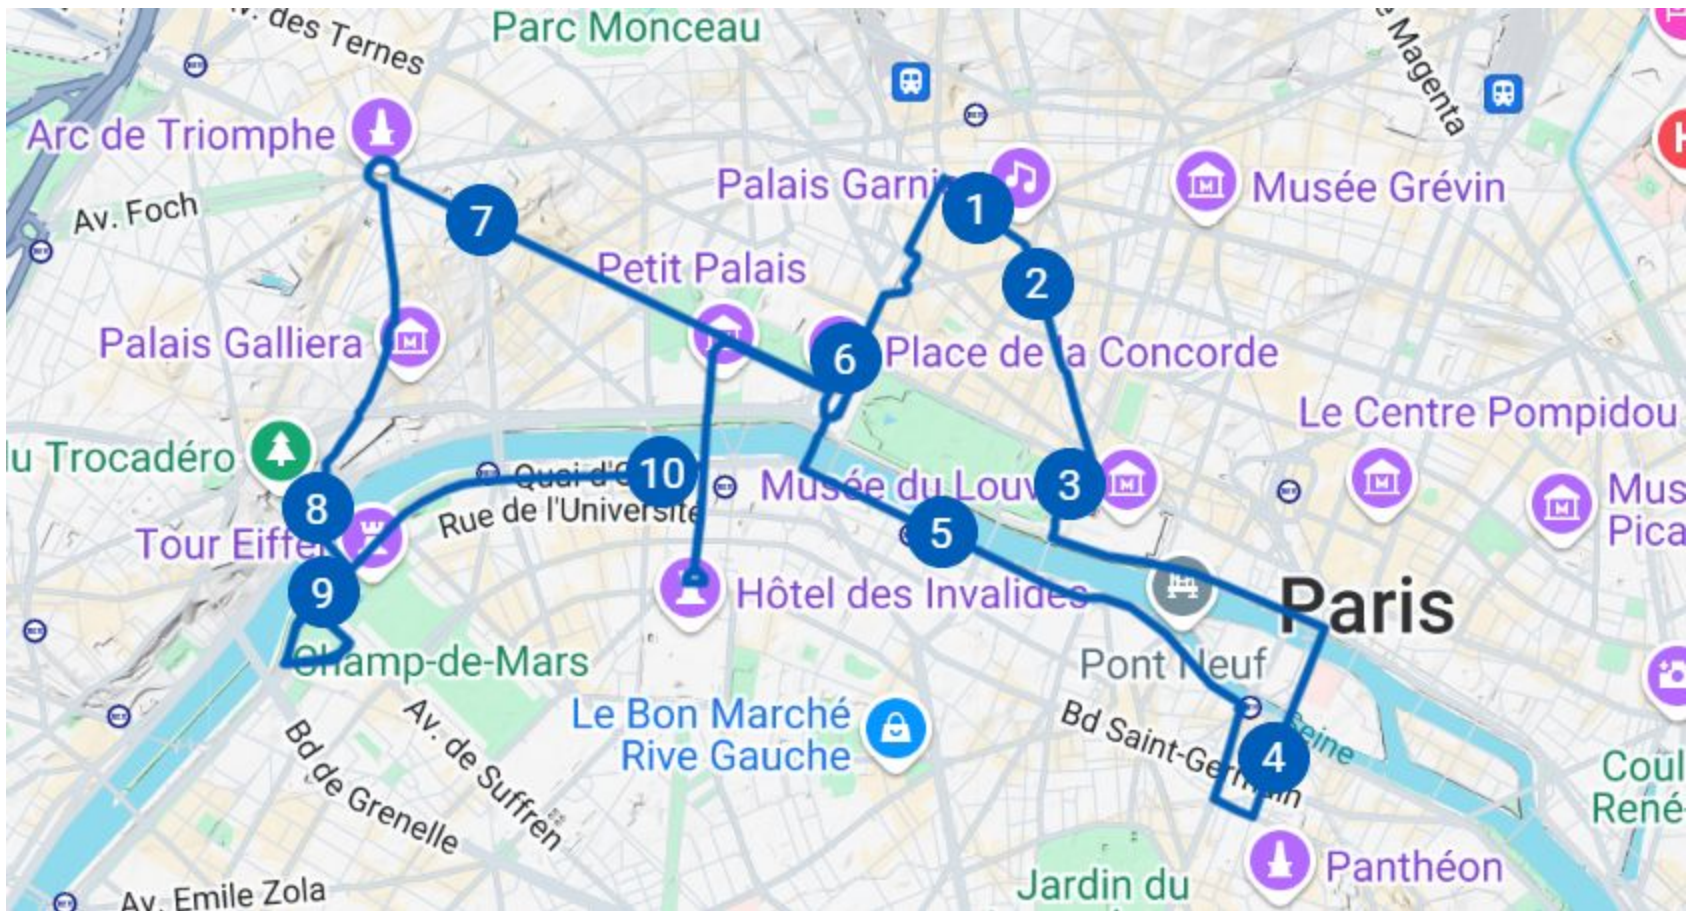 Av. des Ternes
Parc Monceau
Magenta
Arc de Triomphe
Palais Garni
Musée Grévin
Av. Foch
7
1
2
Petit Palais
Palais Galliera
6
Place de la Concorde
Le Centre Pompidou
u Trocadéro
10
Quai d'O
Musée du Louv
3
Rue de l'Université
8
5
Mus
Pica
Tour Eiffel
9
Hôtel des Invalides
Paris
Champ-de-Mars
Pont Neuf
Av. de Suffren
Le Bon Marché
Rive Gauche
Bd Saint-Germain
Seine
4
Bd de Grenelle
Coul
René-
Panthéon
Jardin du
Av. Emile Zola
H